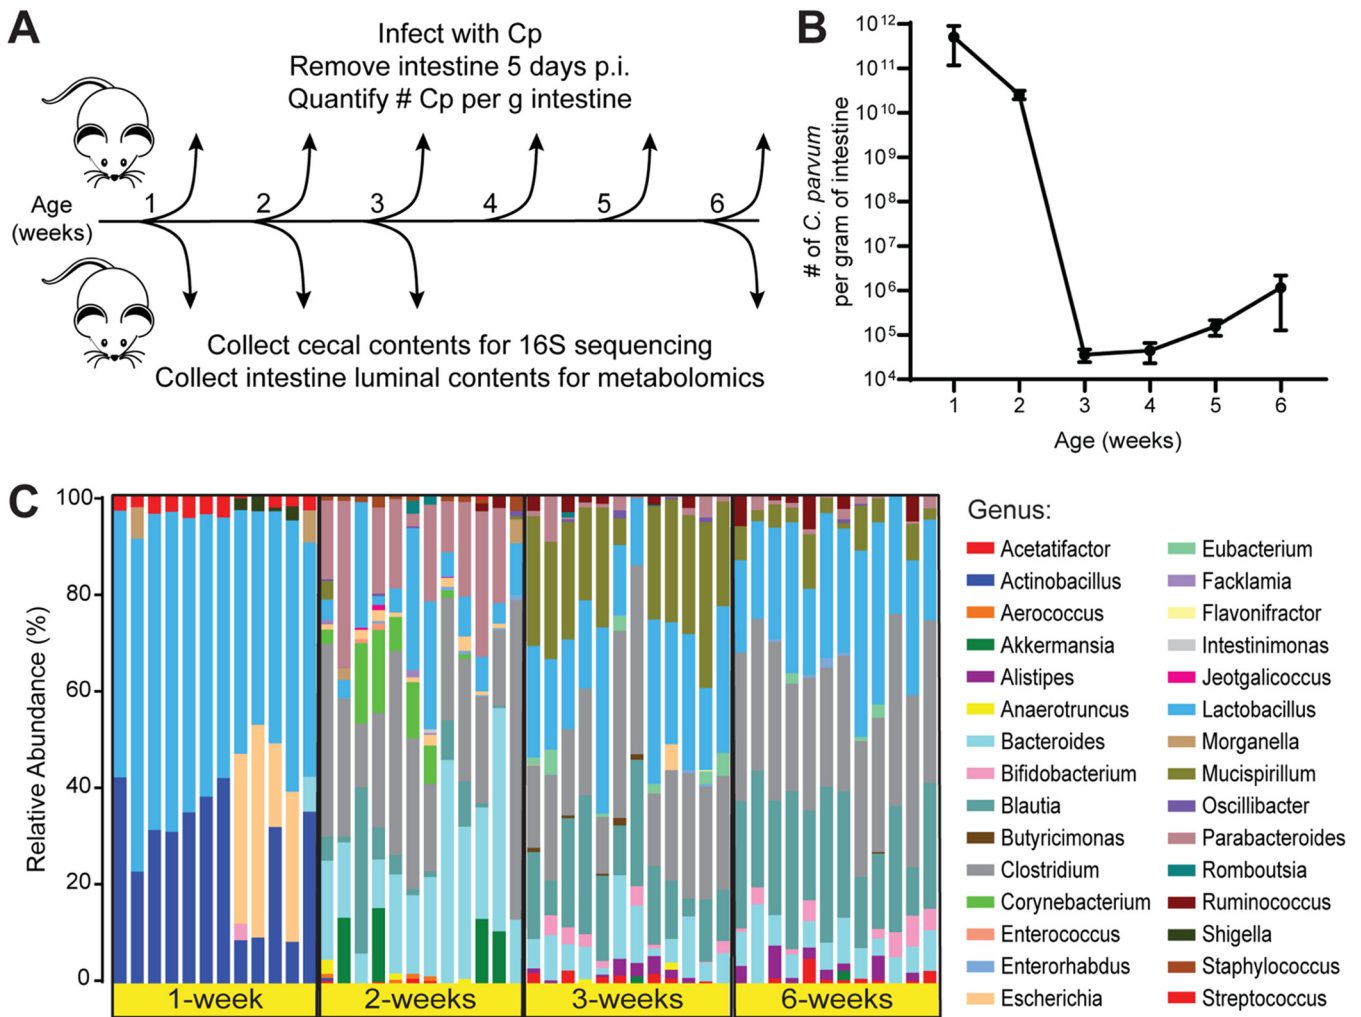 A
Infect with Cp
Remove intestine 5 days p.i.
Quantify # Cp per g intestine
Age
(weeks)
1
2
3
4
5
6
Collect cecal contents for 16S sequencing
Collect intestine luminal contents for metabolomics
B
# of C. parvum
per gram of intestine
10¹²
10¹¹
10¹⁰
10⁹
10⁸
10⁷
10⁶
10⁵
10⁴
1
2
3
4
5
6
Age (weeks)
C
Relative Abundance (%)
100
80
60
40
20
0
1-week
2-weeks
3-weeks
6-weeks
Genus:
Acetatifactor
Actinobacillus
Aerococcus
Akkermansia
Alistipes
Anaerotruncus
Bacteroides
Bifidobacterium
Blautia
Butyricimonas
Clostridium
Corynebacterium
Enterococcus
Enterorhabdus
Escherichia
Eubacterium
Facklamia
Flavonifractor
Intestinimonas
Jeotgalicoccus
Lactobacillus
Morganella
Mucispirillum
Oscillibacter
Parabacteroides
Romboutsia
Ruminococcus
Shigella
Staphylococcus
Streptococcus